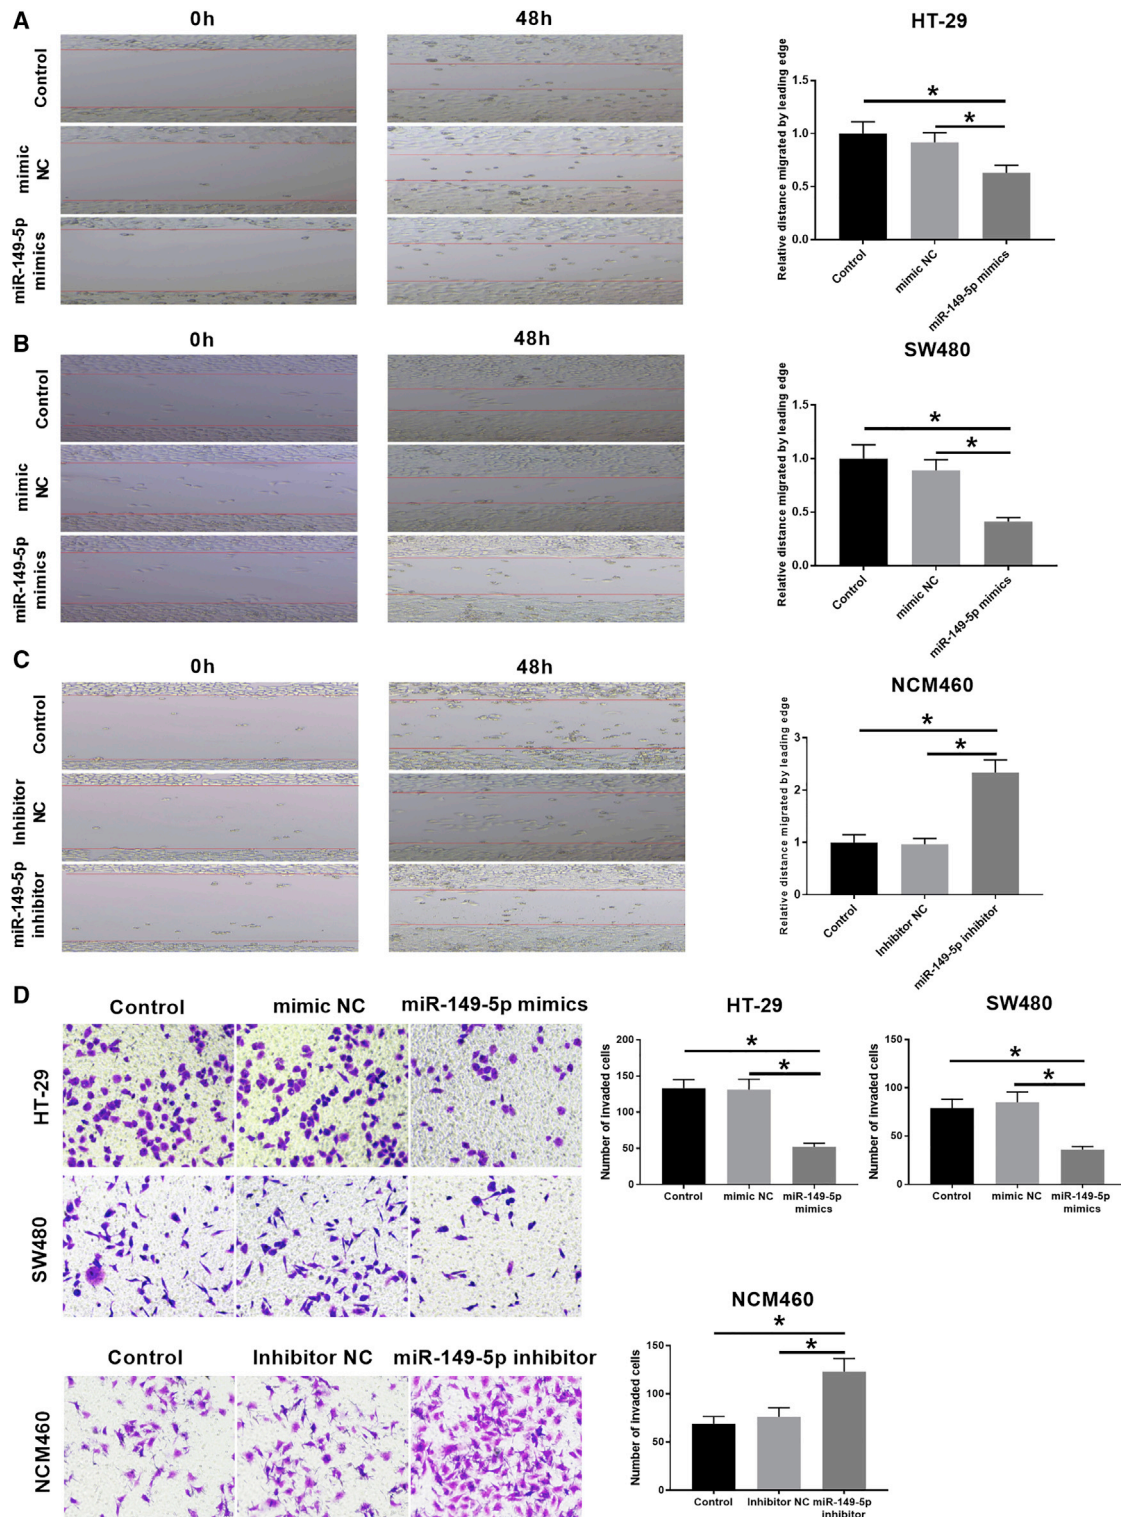 A
0h
48h
Control
mimic
NC
miR-149-5p
mimics
HT-29
Relative distance migrated by leading edge
1.5
1.0
0.5
0.0
*
*
Control
mimic NC
miR-149-5p mimics
B
0h
48h
Control
mimic
NC
miR-149-5p
mimics
SW480
Relative distance migrated by leading edge
1.5
1.0
0.5
0.0
*
*
Control
mimic NC
miR-149-5p mimics
C
0h
48h
Control
Inhibitor
NC
miR-149-5p
inhibitor
NCM460
Relative distance migrated by leading edge
3
2
1
0
*
*
Control
Inhibitor NC
miR-149-5p inhibitor
D
Control
mimic NC
miR-149-5p mimics
HT-29
SW480
Control
Inhibitor NC
miR-149-5p inhibitor
NCM460
HT-29
Number of Invaded cells
200
150
100
50
0
*
*
Control
mimic NC
miR-149-5p
mimics
SW480
Number of Invaded cells
150
100
50
0
*
*
Control
mimic NC
miR-149-5p
mimics
NCM460
Number of Invaded cells
150
100
50
0
*
*
Control
Inhibitor NC
miR-149-5p
inhibitor